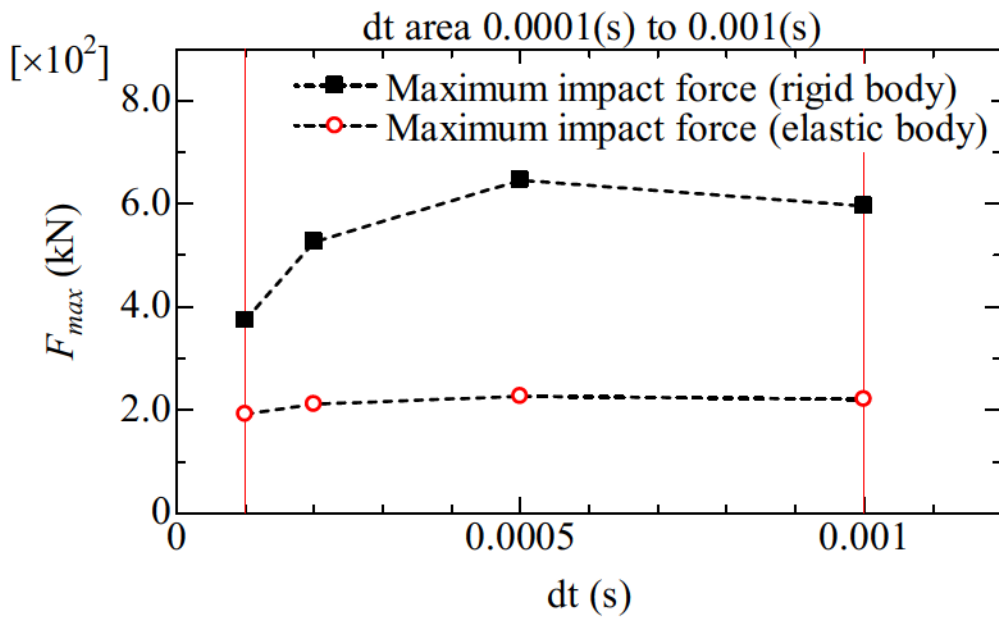 dt area 0.0001(s) to 0.001(s)
[×10²]
Maximum impact force (rigid body)
Maximum impact force (elastic body)
8.0
6.0
4.0
2.0
0
F_max (kN)
0 0.0005 0.001
dt (s)